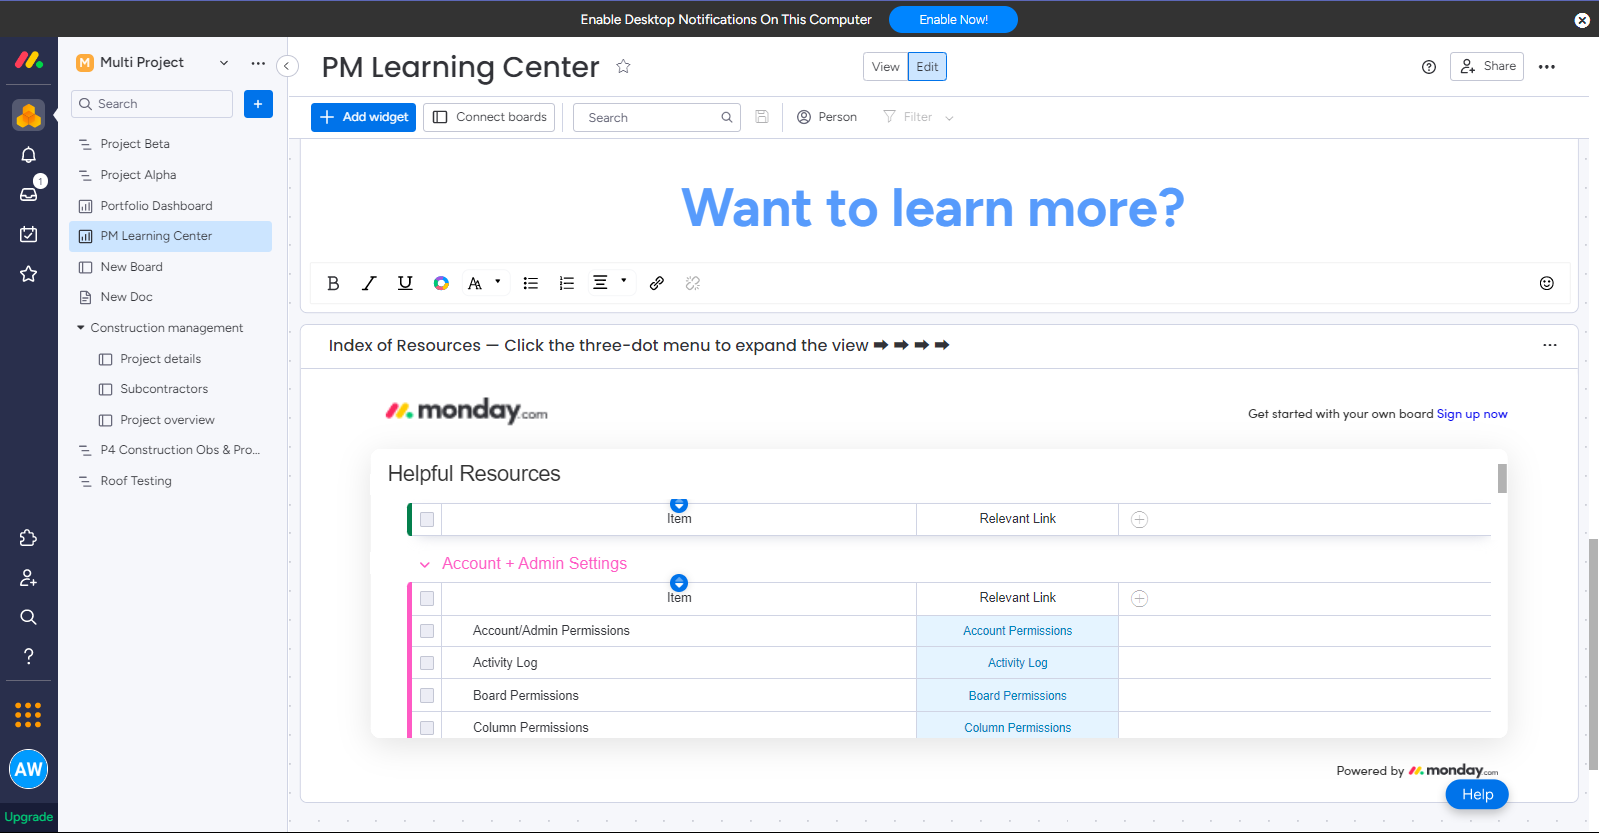 Enable Desktop Notifications On This Computer
Enable Now!
M
Multi Project
Search
+
Project Beta
Project Alpha
Portfolio Dashboard
PM Learning Center
New Board
New Doc
Construction management
Project details
Subcontractors
Project overview
P4 Construction Obs & Pro...
Roof Testing
1
AW
Upgrade
PM Learning Center
View
Edit
Share
Add widget
Connect boards
Search
Person
Filter
Want to learn more?
B
I
U
AA
Index of Resources — Click the three-dot menu to expand the view ➡ ➡ ➡ ➡
monday.com
Get started with your own board Sign up now
Helpful Resources
Item
Relevant Link
Account + Admin Settings
Item
Relevant Link
Account/Admin Permissions
Account Permissions
Activity Log
Activity Log
Board Permissions
Board Permissions
Column Permissions
Column Permissions
Powered by monday.com
Help